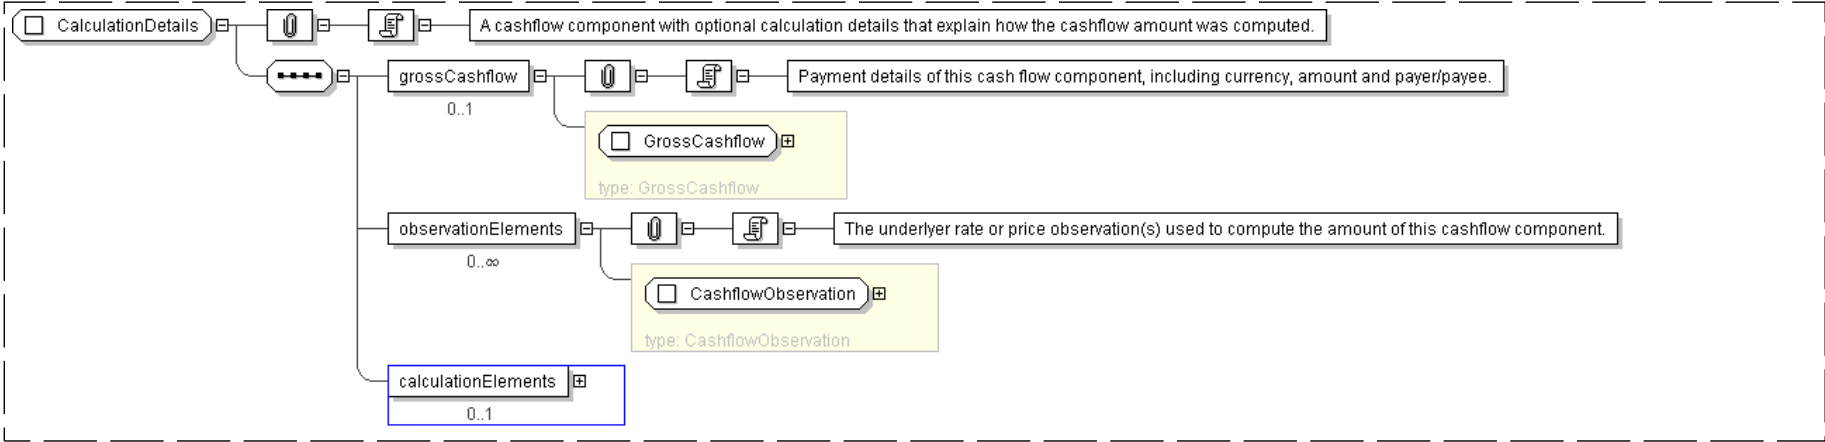 CalculationDetails
A cashflow component with optional calculation details that explain how the cashflow amount was computed.
grossCashflow
Payment details of this cash flow component, including currency, amount and payer/payee.
0..1
GrossCashflow
type: GrossCashflow
observationElements
The underlyer rate or price observation(s) used to compute the amount of this cashflow component.
0..∞
CashflowObservation
type: CashflowObservation
calculationElements
0..1